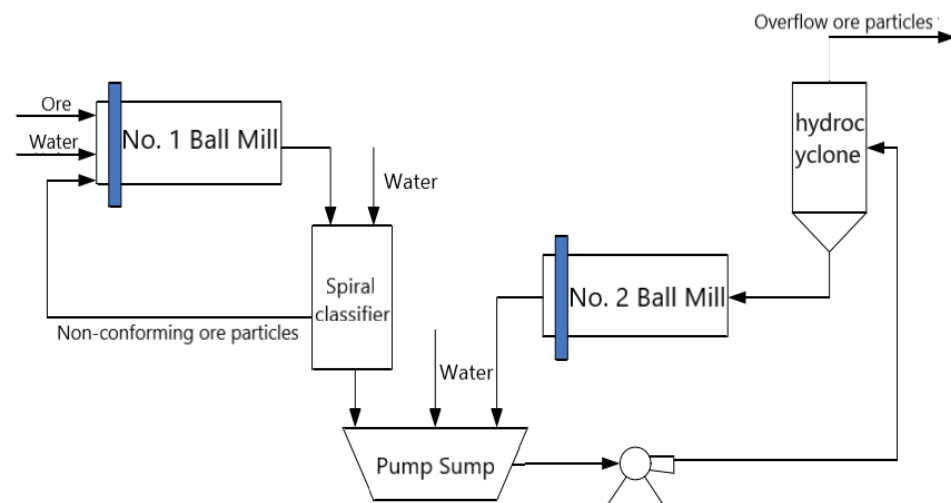 Overflow ore particles
Ore
Water
No. 1 Ball Mill
Water
hydroc
yclone
Spiral
classifier
No. 2 Ball Mill
Non-conforming ore particles
Water
Pump Sump